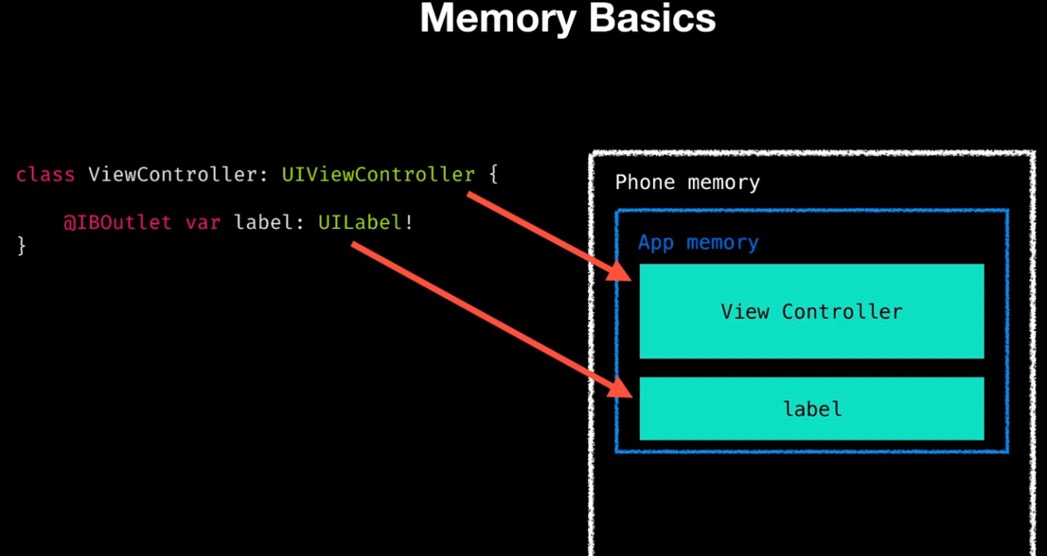 Memory Basics
class ViewController: UIViewController {
@IBOutlet var label: UILabel!
}
Phone memory
App memory
View Controller
label